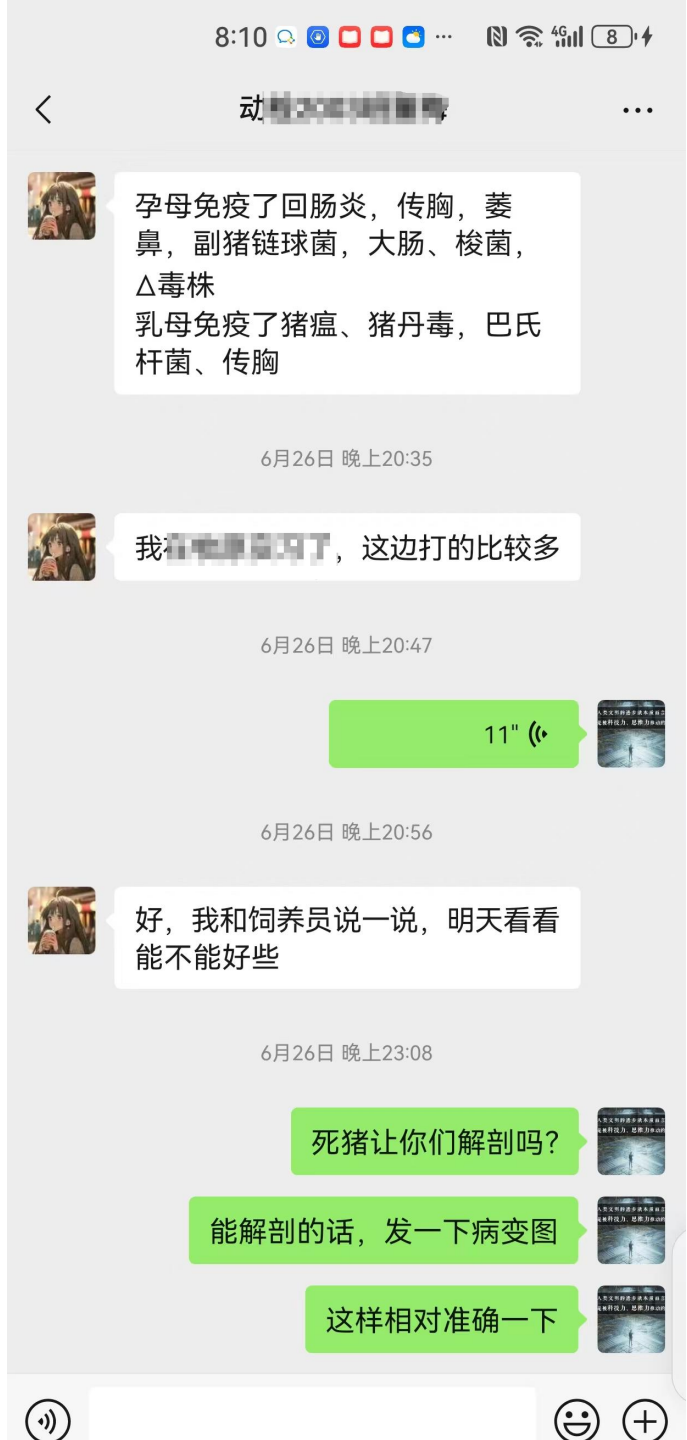 8:10
4G
8
动
孕母免疫了回肠炎，传胸，萎
鼻，副猪链球菌，大肠、梭菌，
△毒株
乳母免疫了猪瘟、猪丹毒，巴氏
杆菌、传胸
6月26日 晚上20:35
我
，这边打的比较多
6月26日 晚上20:47
11"
6月26日 晚上20:56
好，我和饲养员说一说，明天看看
能不能好些
6月26日 晚上23:08
死猪让你们解剖吗?
能解剖的话，发一下病变图
这样相对准确一下